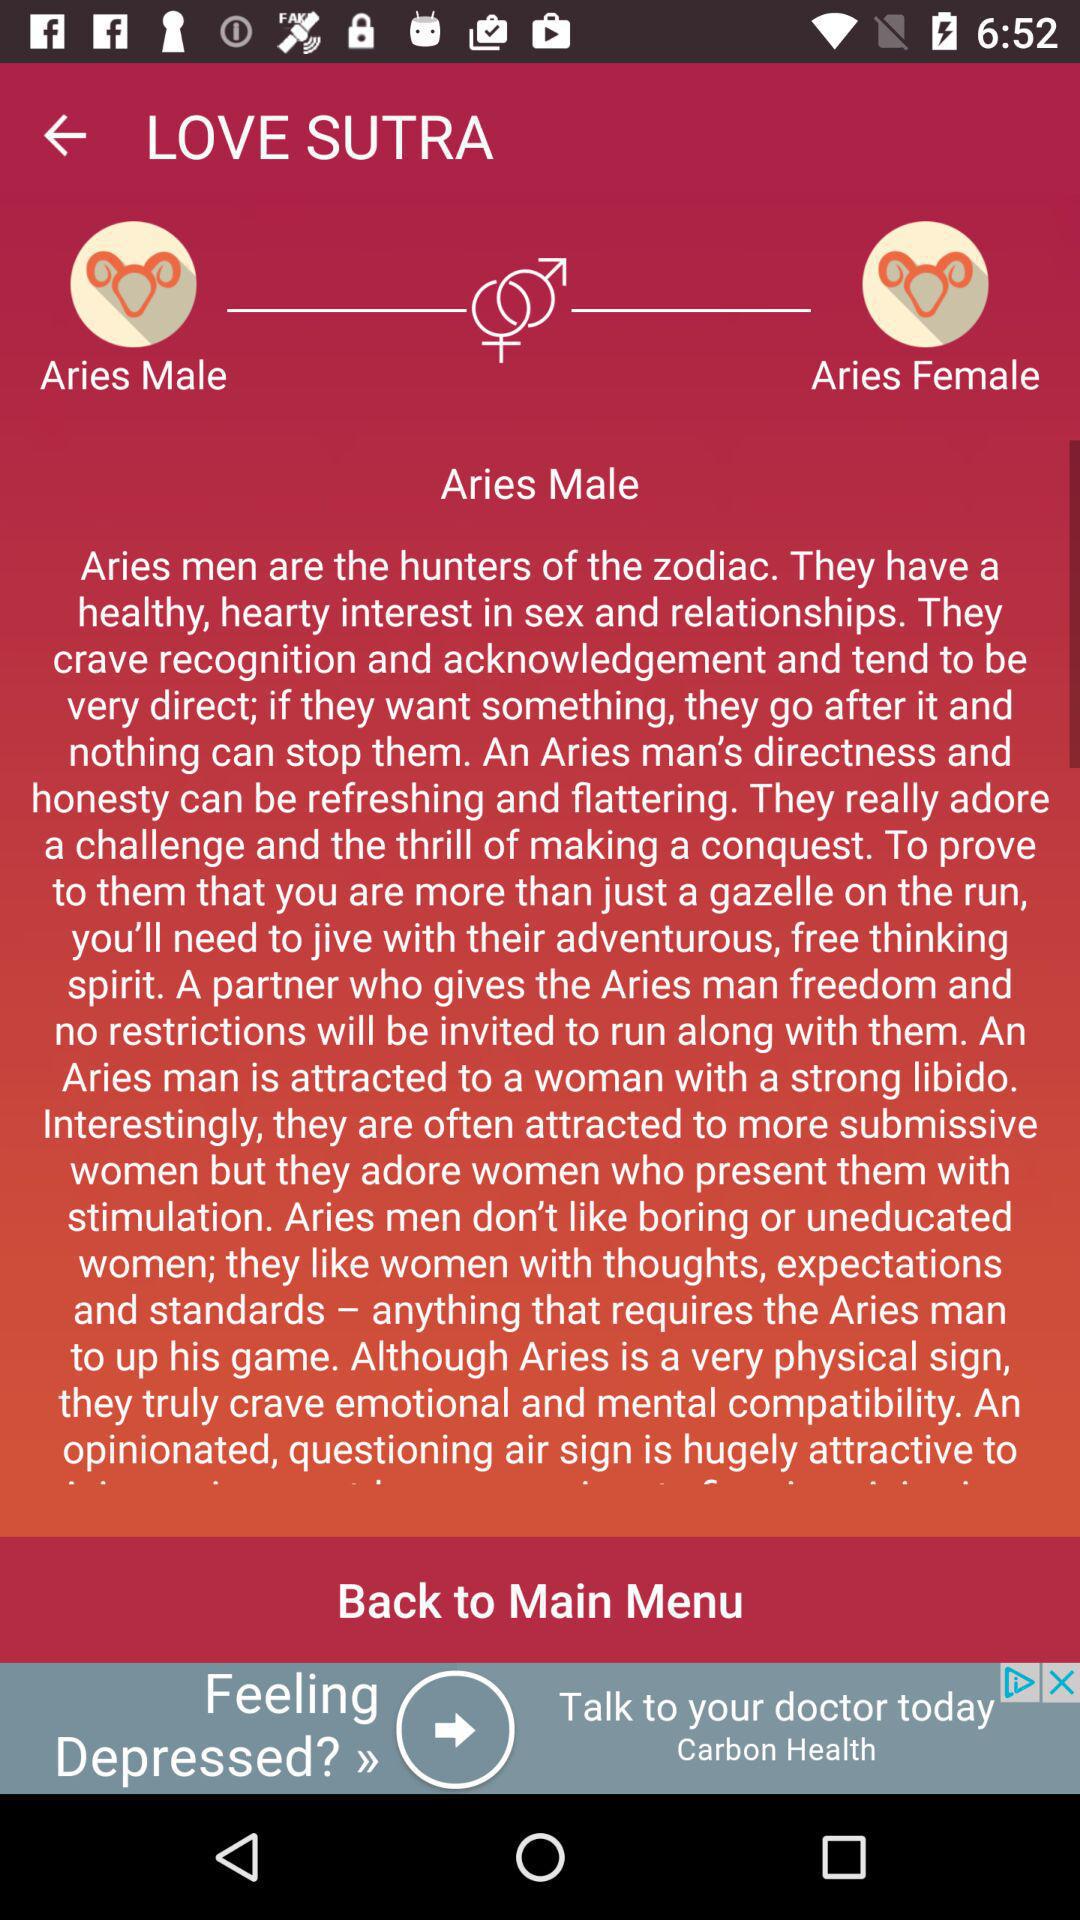 FAKE
6:52
LOVE SUTRA
Aries Male
Aries Female
Aries Male
Aries men are the hunters of the zodiac. They have a
healthy, hearty interest in sex and relationships. They
crave recognition and acknowledgement and tend to be
very direct; if they want something, they go after it and
nothing can stop them. An Aries man’s directness and
honesty can be refreshing and flattering. They really adore
a challenge and the thrill of making a conquest. To prove
to them that you are more than just a gazelle on the run,
you’ll need to jive with their adventurous, free thinking
spirit. A partner who gives the Aries man freedom and
no restrictions will be invited to run along with them. An
Aries man is attracted to a woman with a strong libido.
Interestingly, they are often attracted to more submissive
women but they adore women who present them with
stimulation. Aries men don’t like boring or uneducated
women; they like women with thoughts, expectations
and standards – anything that requires the Aries man
to up his game. Although Aries is a very physical sign,
they truly crave emotional and mental compatibility. An
opinionated, questioning air sign is hugely attractive to
Back to Main Menu
Feeling
Depressed? »
Talk to your doctor today
Carbon Health